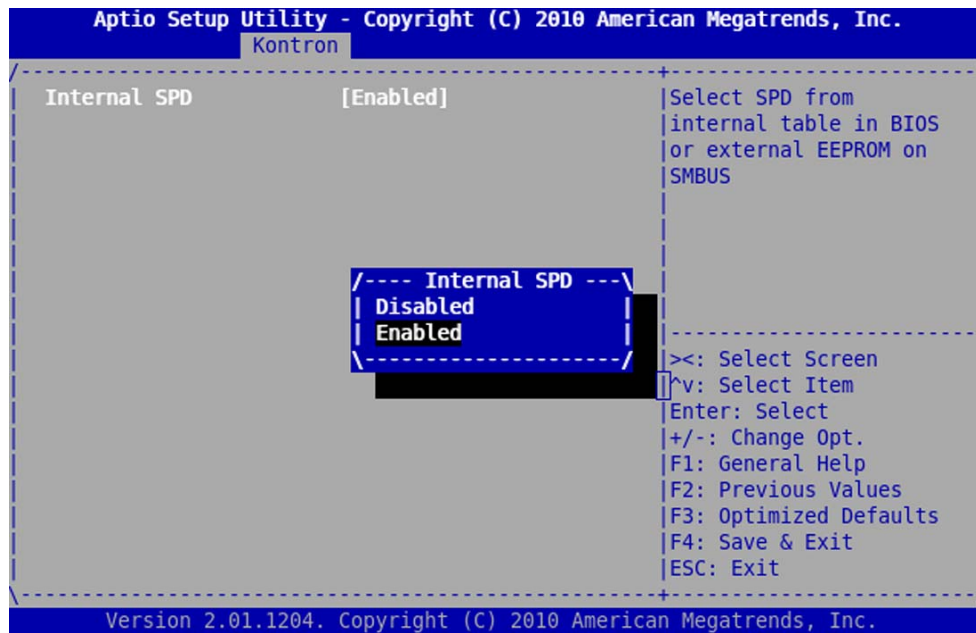 Aptio Setup Utility - Copyright (C) 2010 American Megatrends, Inc.
Kontron
Internal SPD [Enabled]
Select SPD from
internal table in BIOS
or external EEPROM on
SMBUS
/---- Internal SPD ---\
Disabled
Enabled
><: Select Screen
^v: Select Item
Enter: Select
+/-: Change Opt.
F1: General Help
F2: Previous Values
F3: Optimized Defaults
F4: Save & Exit
ESC: Exit
Version 2.01.1204. Copyright (C) 2010 American Megatrends, Inc.